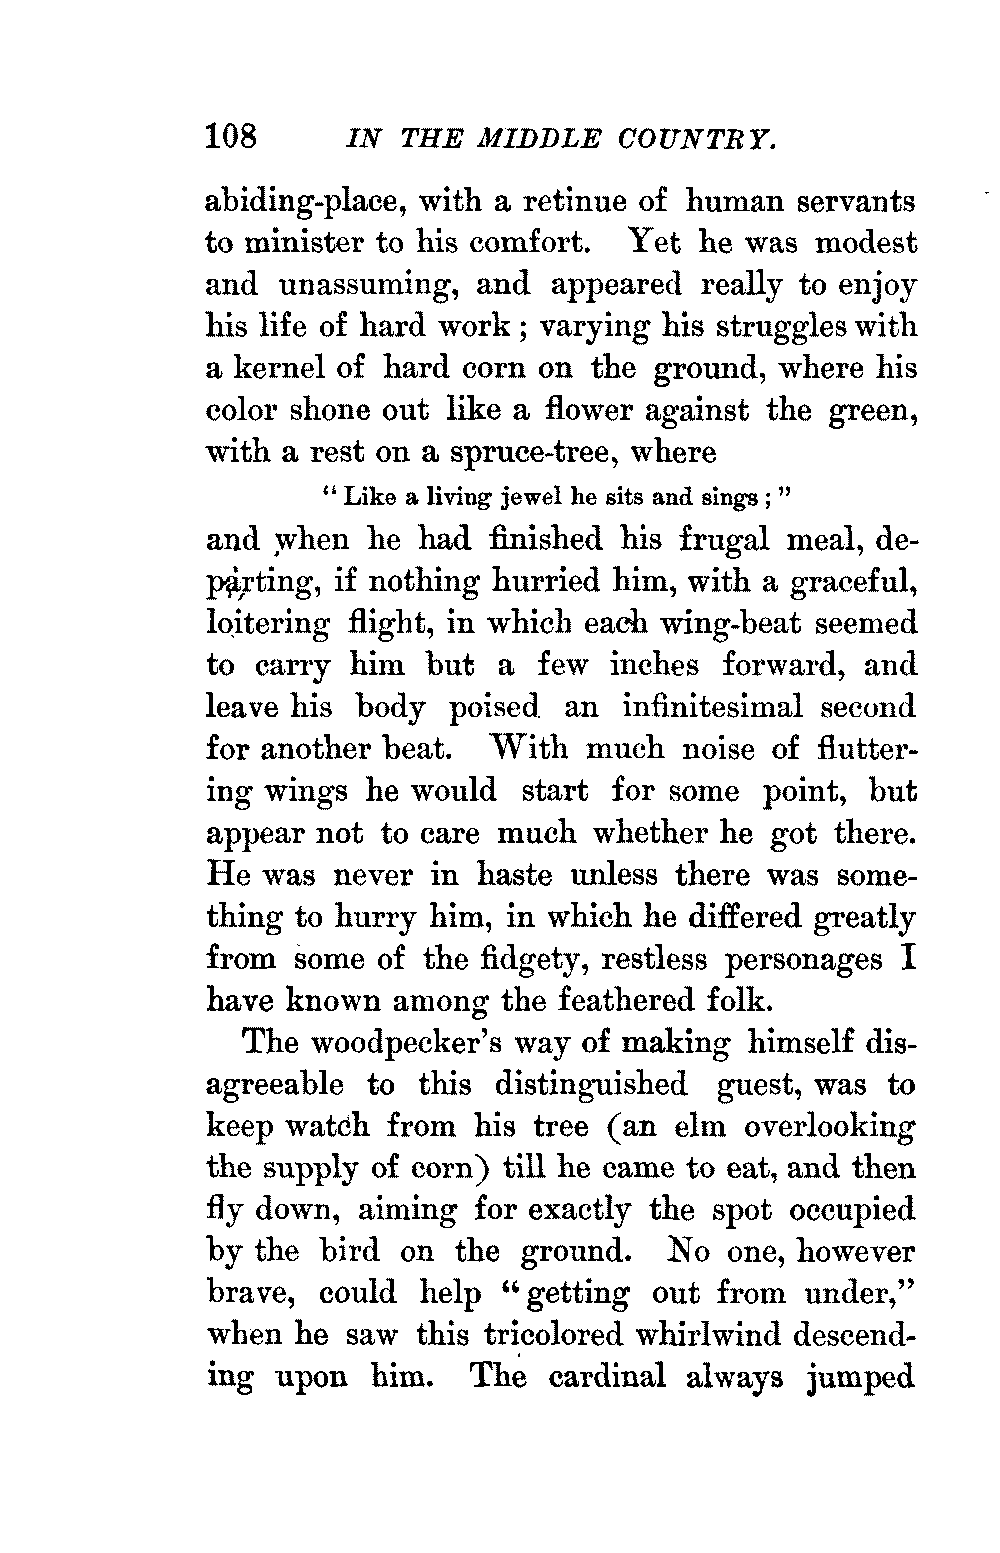 108 IN THE MIDDLE COUNTRY.
abiding-place, with a retinue of human servants
to minister to his comfort. Yet he was modest
and unassuming, and appeared really to enjoy
his life of hard work; varying his struggles with
a kernel of hard corn on the ground, where his
color shone out like a flower against the green,
with a rest on a spruce-tree, where
"Like a living jewel he sits and sings;"
and when he had finished his frugal meal, de-
parting, if nothing hurried him, with a graceful,
loitering flight, in which each wing-beat seemed
to carry him but a few inches forward, and
leave his body poised an infinitesimal second
for another beat. With much noise of flutter-
ing wings he would start for some point, but
appear not to care much whether he got there.
He was never in haste unless there was some-
thing to hurry him, in which he differed greatly
from some of the fidgety, restless personages I
have known among the feathered folk.
The woodpecker's way of making himself dis-
agreeable to this distinguished guest, was to
keep watch from his tree (an elm overlooking
the supply of corn) till he came to eat, and then
fly down, aiming for exactly the spot occupied
by the bird on the ground. No one, however
brave, could help "getting out from under,"
when he saw this tricolored whirlwind descend-
ing upon him. The cardinal always jumped